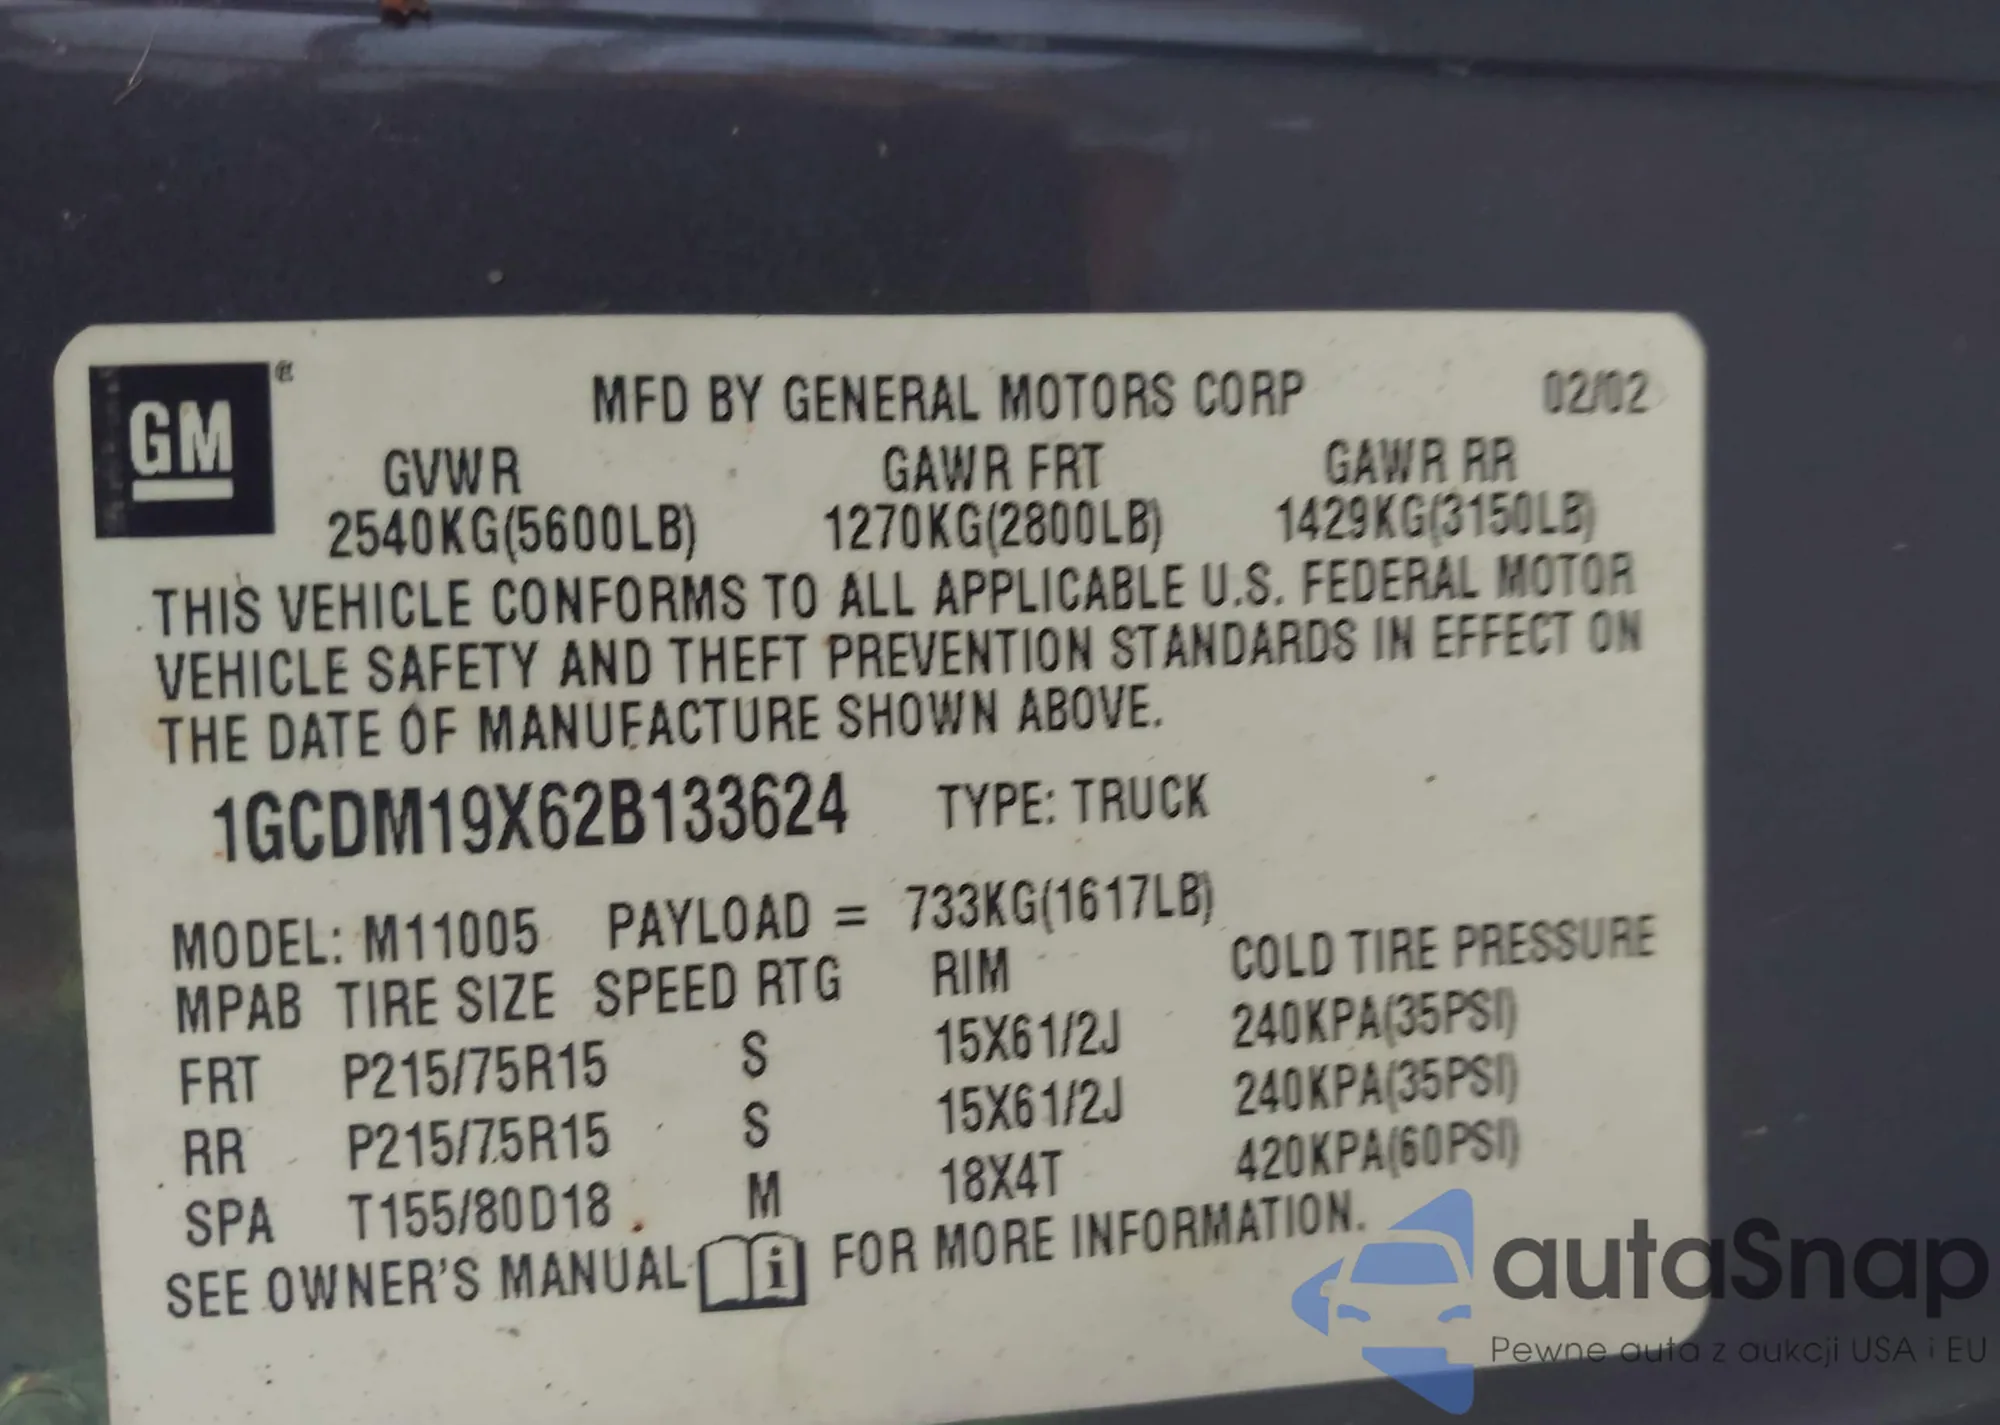 GM ®
MFD BY GENERAL MOTORS CORP 02/02
GVWR GAWR FRT GAWR RR
2540KG(5600LB) 1270KG(2800LB) 1429KG(3150LB)
THIS VEHICLE CONFORMS TO ALL APPLICABLE U.S. FEDERAL MOTOR
VEHICLE SAFETY AND THEFT PREVENTION STANDARDS IN EFFECT ON
THE DATE OF MANUFACTURE SHOWN ABOVE.
1GCDM19X62B133624 TYPE: TRUCK
MODEL: M11005 PAYLOAD = 733KG(1617LB)
MPAB TIRE SIZE SPEED RTG RIM COLD TIRE PRESSURE
FRT P215/75R15 S 15X61/2J 240KPA(35PSI)
RR P215/75R15 S 15X61/2J 240KPA(35PSI)
SPA T155/80D18 M 18X4T 420KPA(60PSI)
SEE OWNER'S MANUAL i FOR MORE INFORMATION.
autaSnap
Pewne auta z aukcji USA i EU